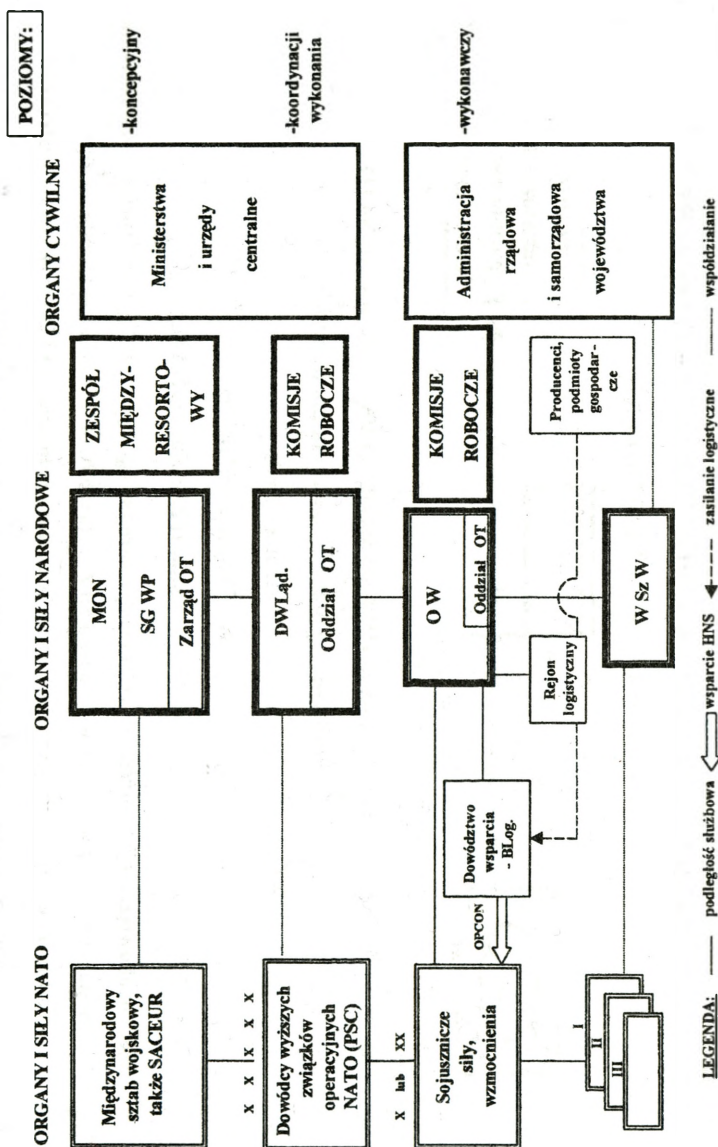 POZIOMY:
ORGANY I SIŁY NATO
ORGANY I SIŁY NARODOWE
ORGANY CYWILNE
Międzynarodowy
sztab wojskowy,
także SACEUR
MON
SG WP
Zarząd OT
ZESPÓŁ
MIĘDZY-
RESORTO-
WY
Ministerstwa
i urzędy
centralne
-koncepcyjny
X X X X X
Dowódcy wyższych
związków
operacyjnych
NATO (PSC)
DWLąd.
Oddział OT
KOMISJE
ROBOCZE
-koordynacji
wykonania
X lub XX
Sojusznicze
siły,
wzmocnienia
OPCON
Dowództwo
wsparcia
- BLog.
O W
Oddział OT
KOMISJE
ROBOCZE
Administracja
rządowa
i samorządowa
województwa
-wykonawczy
Rejon
logistyczny
Producenci,
podmioty
gospodar-
cze
I
II
III
W Sz W
LEGENDA: podległość służbowa wsparcie HNS zasilanie logistyczne współdziałanie